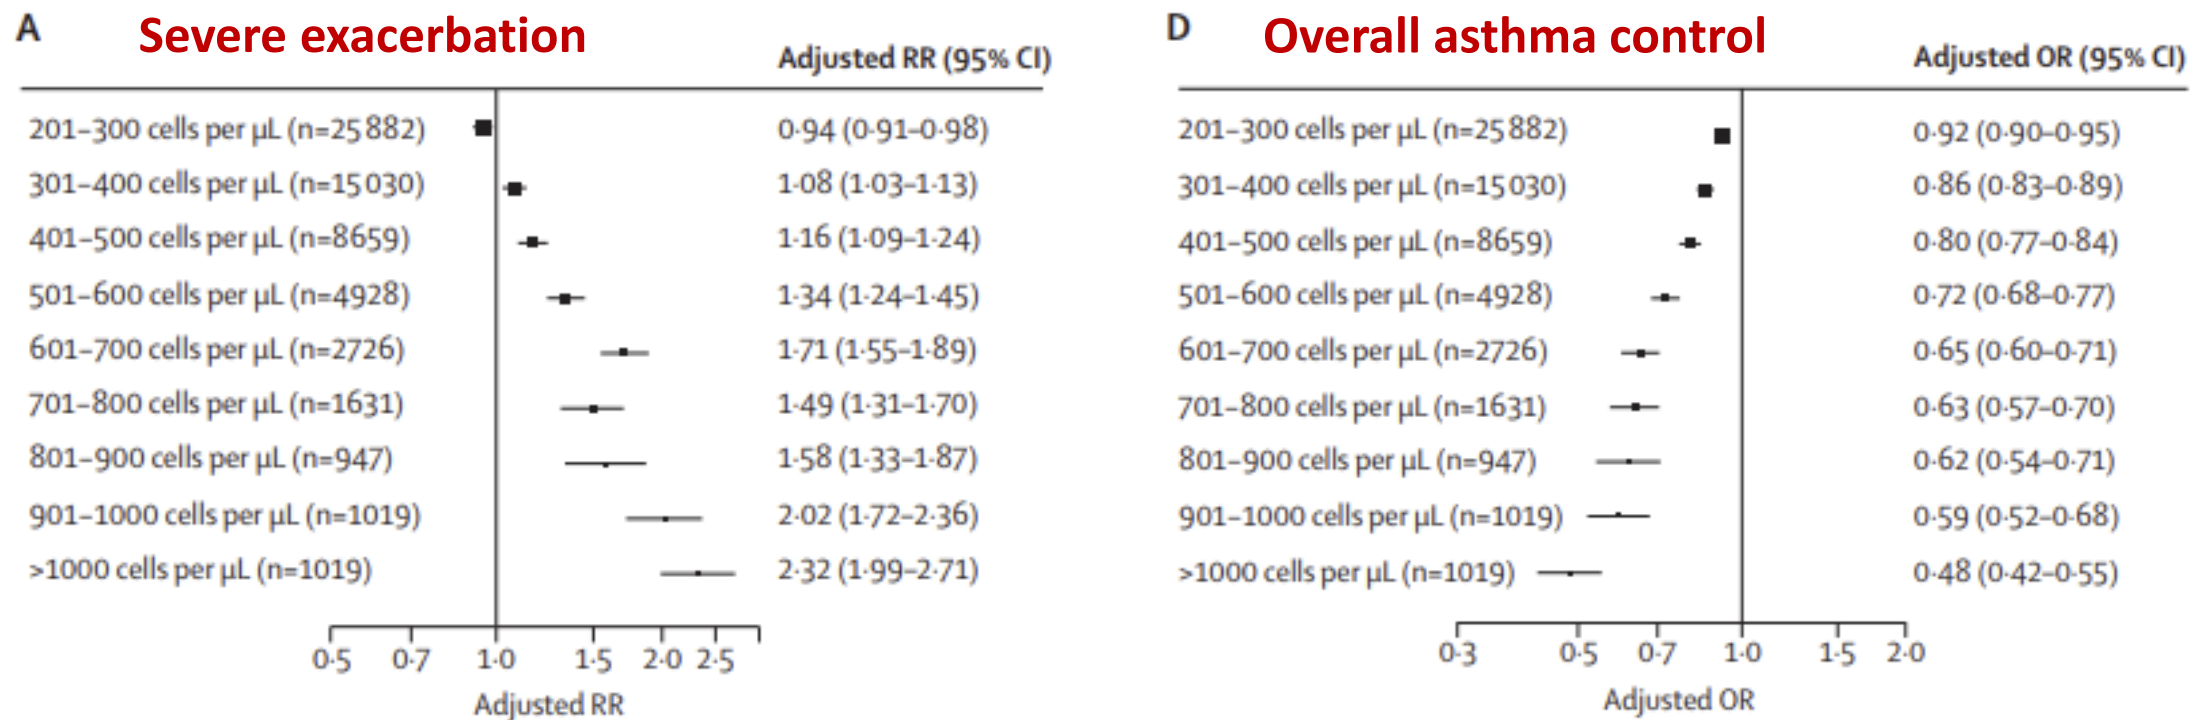 A Severe exacerbation
Adjusted RR (95% CI)
201–300 cells per µL (n=25 882) 0·94 (0·91–0·98)
301–400 cells per µL (n=15 030) 1·08 (1·03–1·13)
401–500 cells per µL (n=8659) 1·16 (1·09–1·24)
501–600 cells per µL (n=4928) 1·34 (1·24–1·45)
601–700 cells per µL (n=2726) 1·71 (1·55–1·89)
701–800 cells per µL (n=1631) 1·49 (1·31–1·70)
801–900 cells per µL (n=947) 1·58 (1·33–1·87)
901–1000 cells per µL (n=1019) 2·02 (1·72–2·36)
>1000 cells per µL (n=1019) 2·32 (1·99–2·71)
0·5 0·7 1·0 1·5 2·0 2·5
Adjusted RR
D Overall asthma control
Adjusted OR (95% CI)
201–300 cells per µL (n=25 882) 0·92 (0·90–0·95)
301–400 cells per µL (n=15 030) 0·86 (0·83–0·89)
401–500 cells per µL (n=8659) 0·80 (0·77–0·84)
501–600 cells per µL (n=4928) 0·72 (0·68–0·77)
601–700 cells per µL (n=2726) 0·65 (0·60–0·71)
701–800 cells per µL (n=1631) 0·63 (0·57–0·70)
801–900 cells per µL (n=947) 0·62 (0·54–0·71)
901–1000 cells per µL (n=1019) 0·59 (0·52–0·68)
>1000 cells per µL (n=1019) 0·48 (0·42–0·55)
0·3 0·5 0·7 1·0 1·5 2·0
Adjusted OR